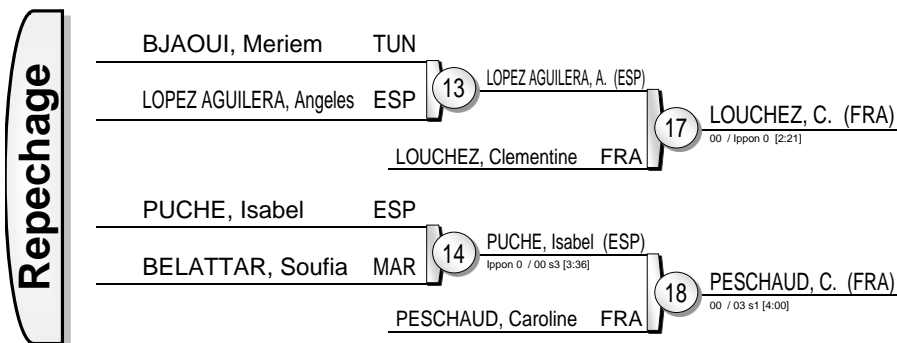 Repechage
BJAOUI, Meriem TUN
LOPEZ AGUILERA, Angeles ESP
13
LOPEZ AGUILERA, A. (ESP)
LOUCHEZ, Clementine FRA
17
LOUCHEZ, C. (FRA)
00 / Ippon 0 [2:21]
PUCHE, Isabel ESP
BELATTAR, Soufia MAR
14
PUCHE, Isabel (ESP)
Ippon 0 / 00 s3 [3:36]
PESCHAUD, Caroline FRA
18
PESCHAUD, C. (FRA)
00 / 03 s1 [4:00]